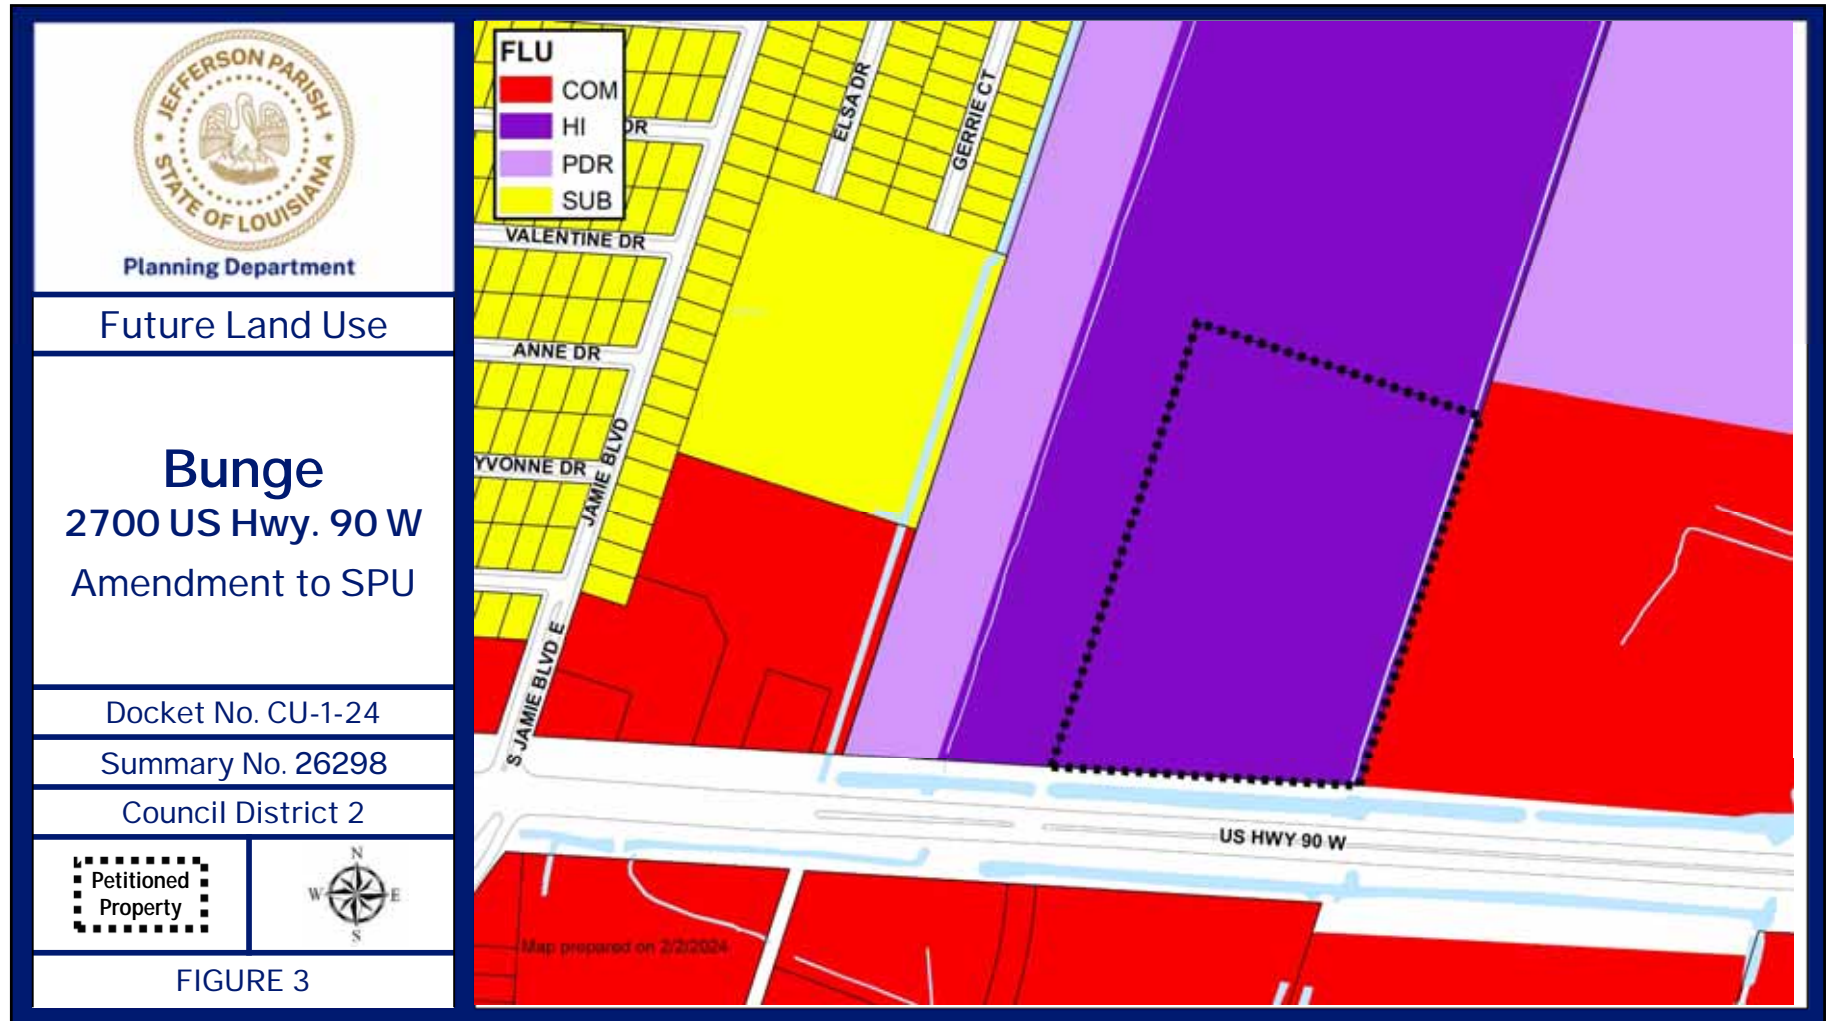 JEFFERSON PARISH
STATE OF LOUISIANA
Planning Department
Future Land Use
Bunge
2700 US Hwy. 90 W
Amendment to SPU
Docket No. CU-1-24
Summary No. 26298
Council District 2
Petitioned
Property
N
W
E
S
FIGURE 3
FLU
COM
HI
PDR
SUB
DR
ELSA DR
GERRIE CT
VALENTINE DR
ANNE DR
YVONNE DR
JAMIE BLVD
S JAMIE BLVD E
US HWY 90 W
Map prepared on 2/2/2024